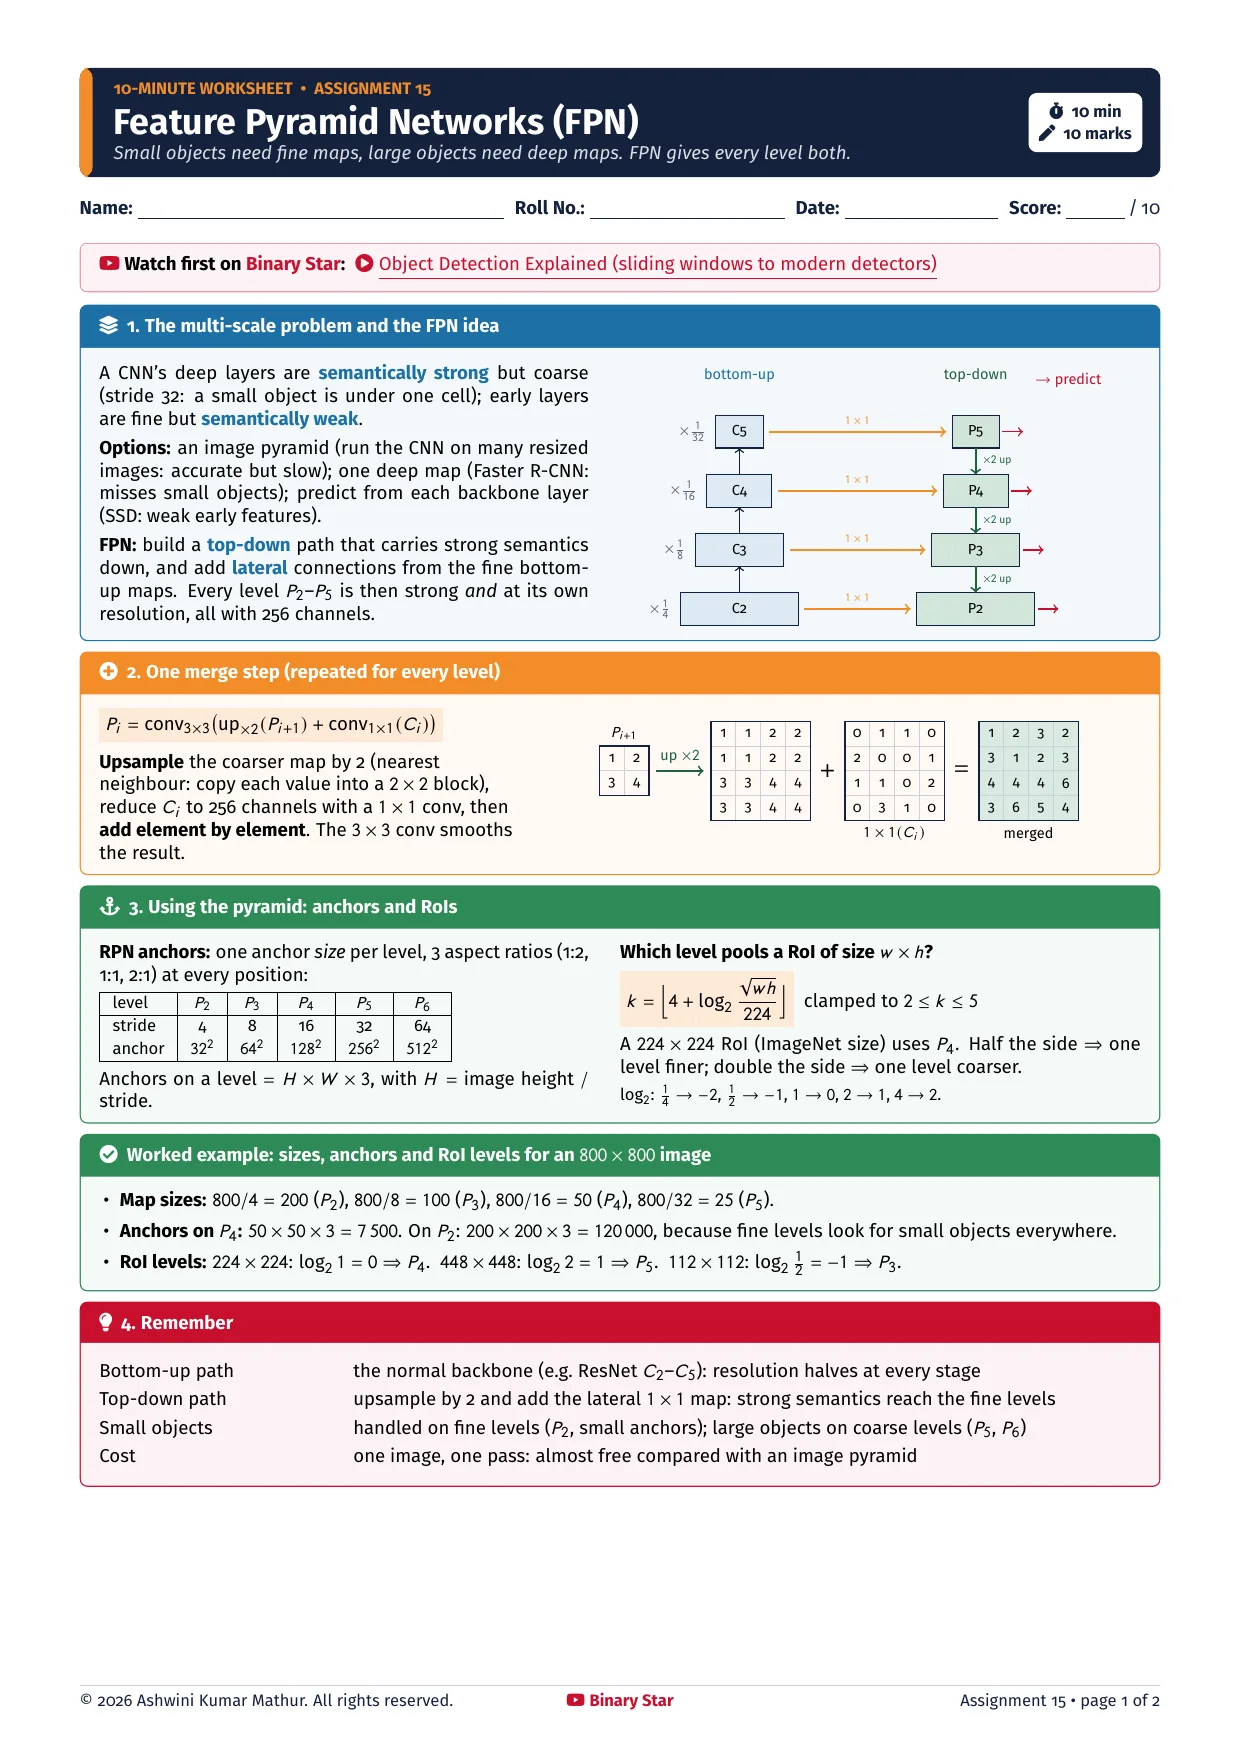 10-MINUTE WORKSHEET • ASSIGNMENT 15
Feature Pyramid Networks (FPN)
Small objects need fine maps, large objects need deep maps. FPN gives every level both.
10 min
10 marks
Name: Roll No.: Date: Score: / 10
Watch first on Binary Star: Object Detection Explained (sliding windows to modern detectors)
1. The multi-scale problem and the FPN idea
A CNN's deep layers are semantically strong but coarse
(stride 32: a small object is under one cell); early layers
are fine but semantically weak.
Options: an image pyramid (run the CNN on many resized
images: accurate but slow); one deep map (Faster R-CNN:
misses small objects); predict from each backbone layer
(SSD: weak early features).
FPN: build a top-down path that carries strong semantics
down, and add lateral connections from the fine bottom-
up maps. Every level P₂–P₅ is then strong and at its own
resolution, all with 256 channels.
bottom-up top-down → predict
× 1/32 C5 1 × 1 P5
×2 up
× 1/16 C4 1 × 1 P4
×2 up
× 1/8 C3 1 × 1 P3
×2 up
× 1/4 C2 1 × 1 P2
2. One merge step (repeated for every level)
Pᵢ = conv₃ₓ₃(upₓ₂(Pᵢ₊₁) + conv₁ₓ₁(Cᵢ))
Upsample the coarser map by 2 (nearest
neighbour: copy each value into a 2 × 2 block),
reduce Cᵢ to 256 channels with a 1 × 1 conv, then
add element by element. The 3 × 3 conv smooths
the result.
Pᵢ₊₁
1 2
3 4
up ×2
1 1 2 2
1 1 2 2
3 3 4 4
3 3 4 4
+
0 1 1 0
2 0 0 1
1 1 0 2
0 3 1 0
1 × 1(Cᵢ)
=
1 2 3 2
3 1 2 3
4 4 4 6
3 6 5 4
merged
3. Using the pyramid: anchors and RoIs
RPN anchors: one anchor size per level, 3 aspect ratios (1:2,
1:1, 2:1) at every position:
level P₂ P₃ P₄ P₅ P₆
stride 4 8 16 32 64
anchor 32² 64² 128² 256² 512²
Anchors on a level = H × W × 3, with H = image height /
stride.
Which level pools a RoI of size w × h?
k = ⌊4 + log₂ √wh/224⌋ clamped to 2 ≤ k ≤ 5
A 224 × 224 RoI (ImageNet size) uses P₄. Half the side ⇒ one
level finer; double the side ⇒ one level coarser.
log₂: 1/4 → −2, 1/2 → −1, 1 → 0, 2 → 1, 4 → 2.
Worked example: sizes, anchors and RoI levels for an 800 × 800 image
• Map sizes: 800/4 = 200 (P₂), 800/8 = 100 (P₃), 800/16 = 50 (P₄), 800/32 = 25 (P₅).
• Anchors on P₄: 50 × 50 × 3 = 7 500. On P₂: 200 × 200 × 3 = 120 000, because fine levels look for small objects everywhere.
• RoI levels: 224 × 224: log₂ 1 = 0 ⇒ P₄. 448 × 448: log₂ 2 = 1 ⇒ P₅. 112 × 112: log₂ 1/2 = −1 ⇒ P₃.
4. Remember
Bottom-up path the normal backbone (e.g. ResNet C₂–C₅): resolution halves at every stage
Top-down path upsample by 2 and add the lateral 1 × 1 map: strong semantics reach the fine levels
Small objects handled on fine levels (P₂, small anchors); large objects on coarse levels (P₅, P₆)
Cost one image, one pass: almost free compared with an image pyramid
© 2026 Ashwini Kumar Mathur. All rights reserved. Binary Star Assignment 15 • page 1 of 2